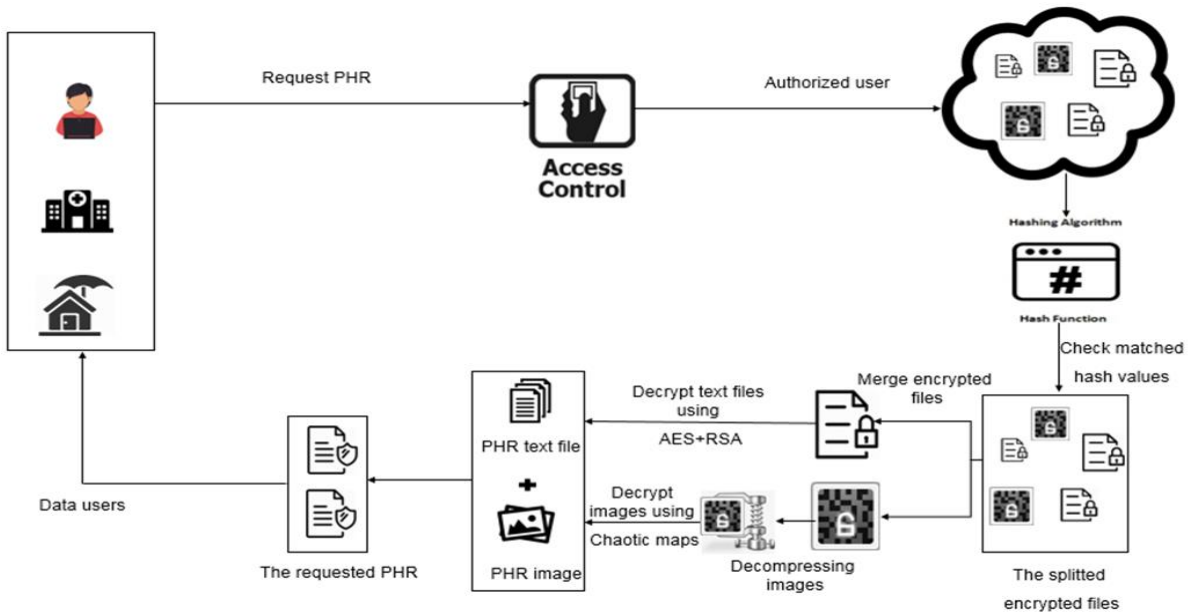 Request PHR
Authorized user
Access
Control
Hashing Algorithm
#
Hash Function
Check matched
hash values
Merge encrypted
files
Decrypt text files
using
AES+RSA
PHR text file
+
Decrypt
images using
Chaotic maps
PHR image
Decompressing
images
Data users
The requested PHR
The splitted
encrypted files